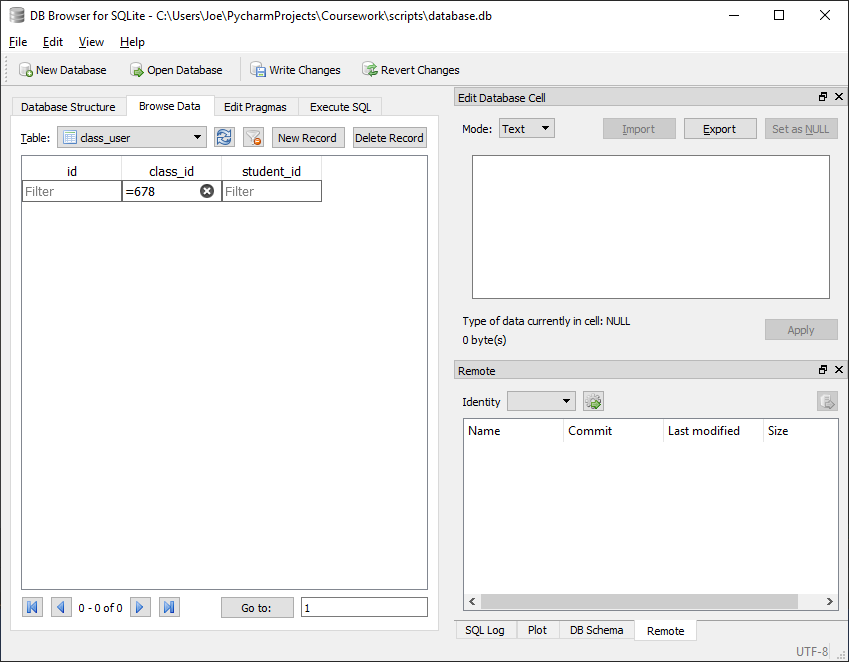 DB Browser for SQLite - C:\Users\Joe\PycharmProjects\Coursework\scripts\database.db
File Edit View Help
New Database Open Database Write Changes Revert Changes
Database Structure Browse Data Edit Pragmas Execute SQL
Table: class_user New Record Delete Record
id class_id student_id
Filter =678 Filter
0 - 0 of 0 Go to: 1
Edit Database Cell
Mode: Text Import Export Set as NULL
Type of data currently in cell: NULL
0 byte(s)
Apply
Remote
Identity
Name Commit Last modified Size
SQL Log Plot DB Schema Remote
UTF-8